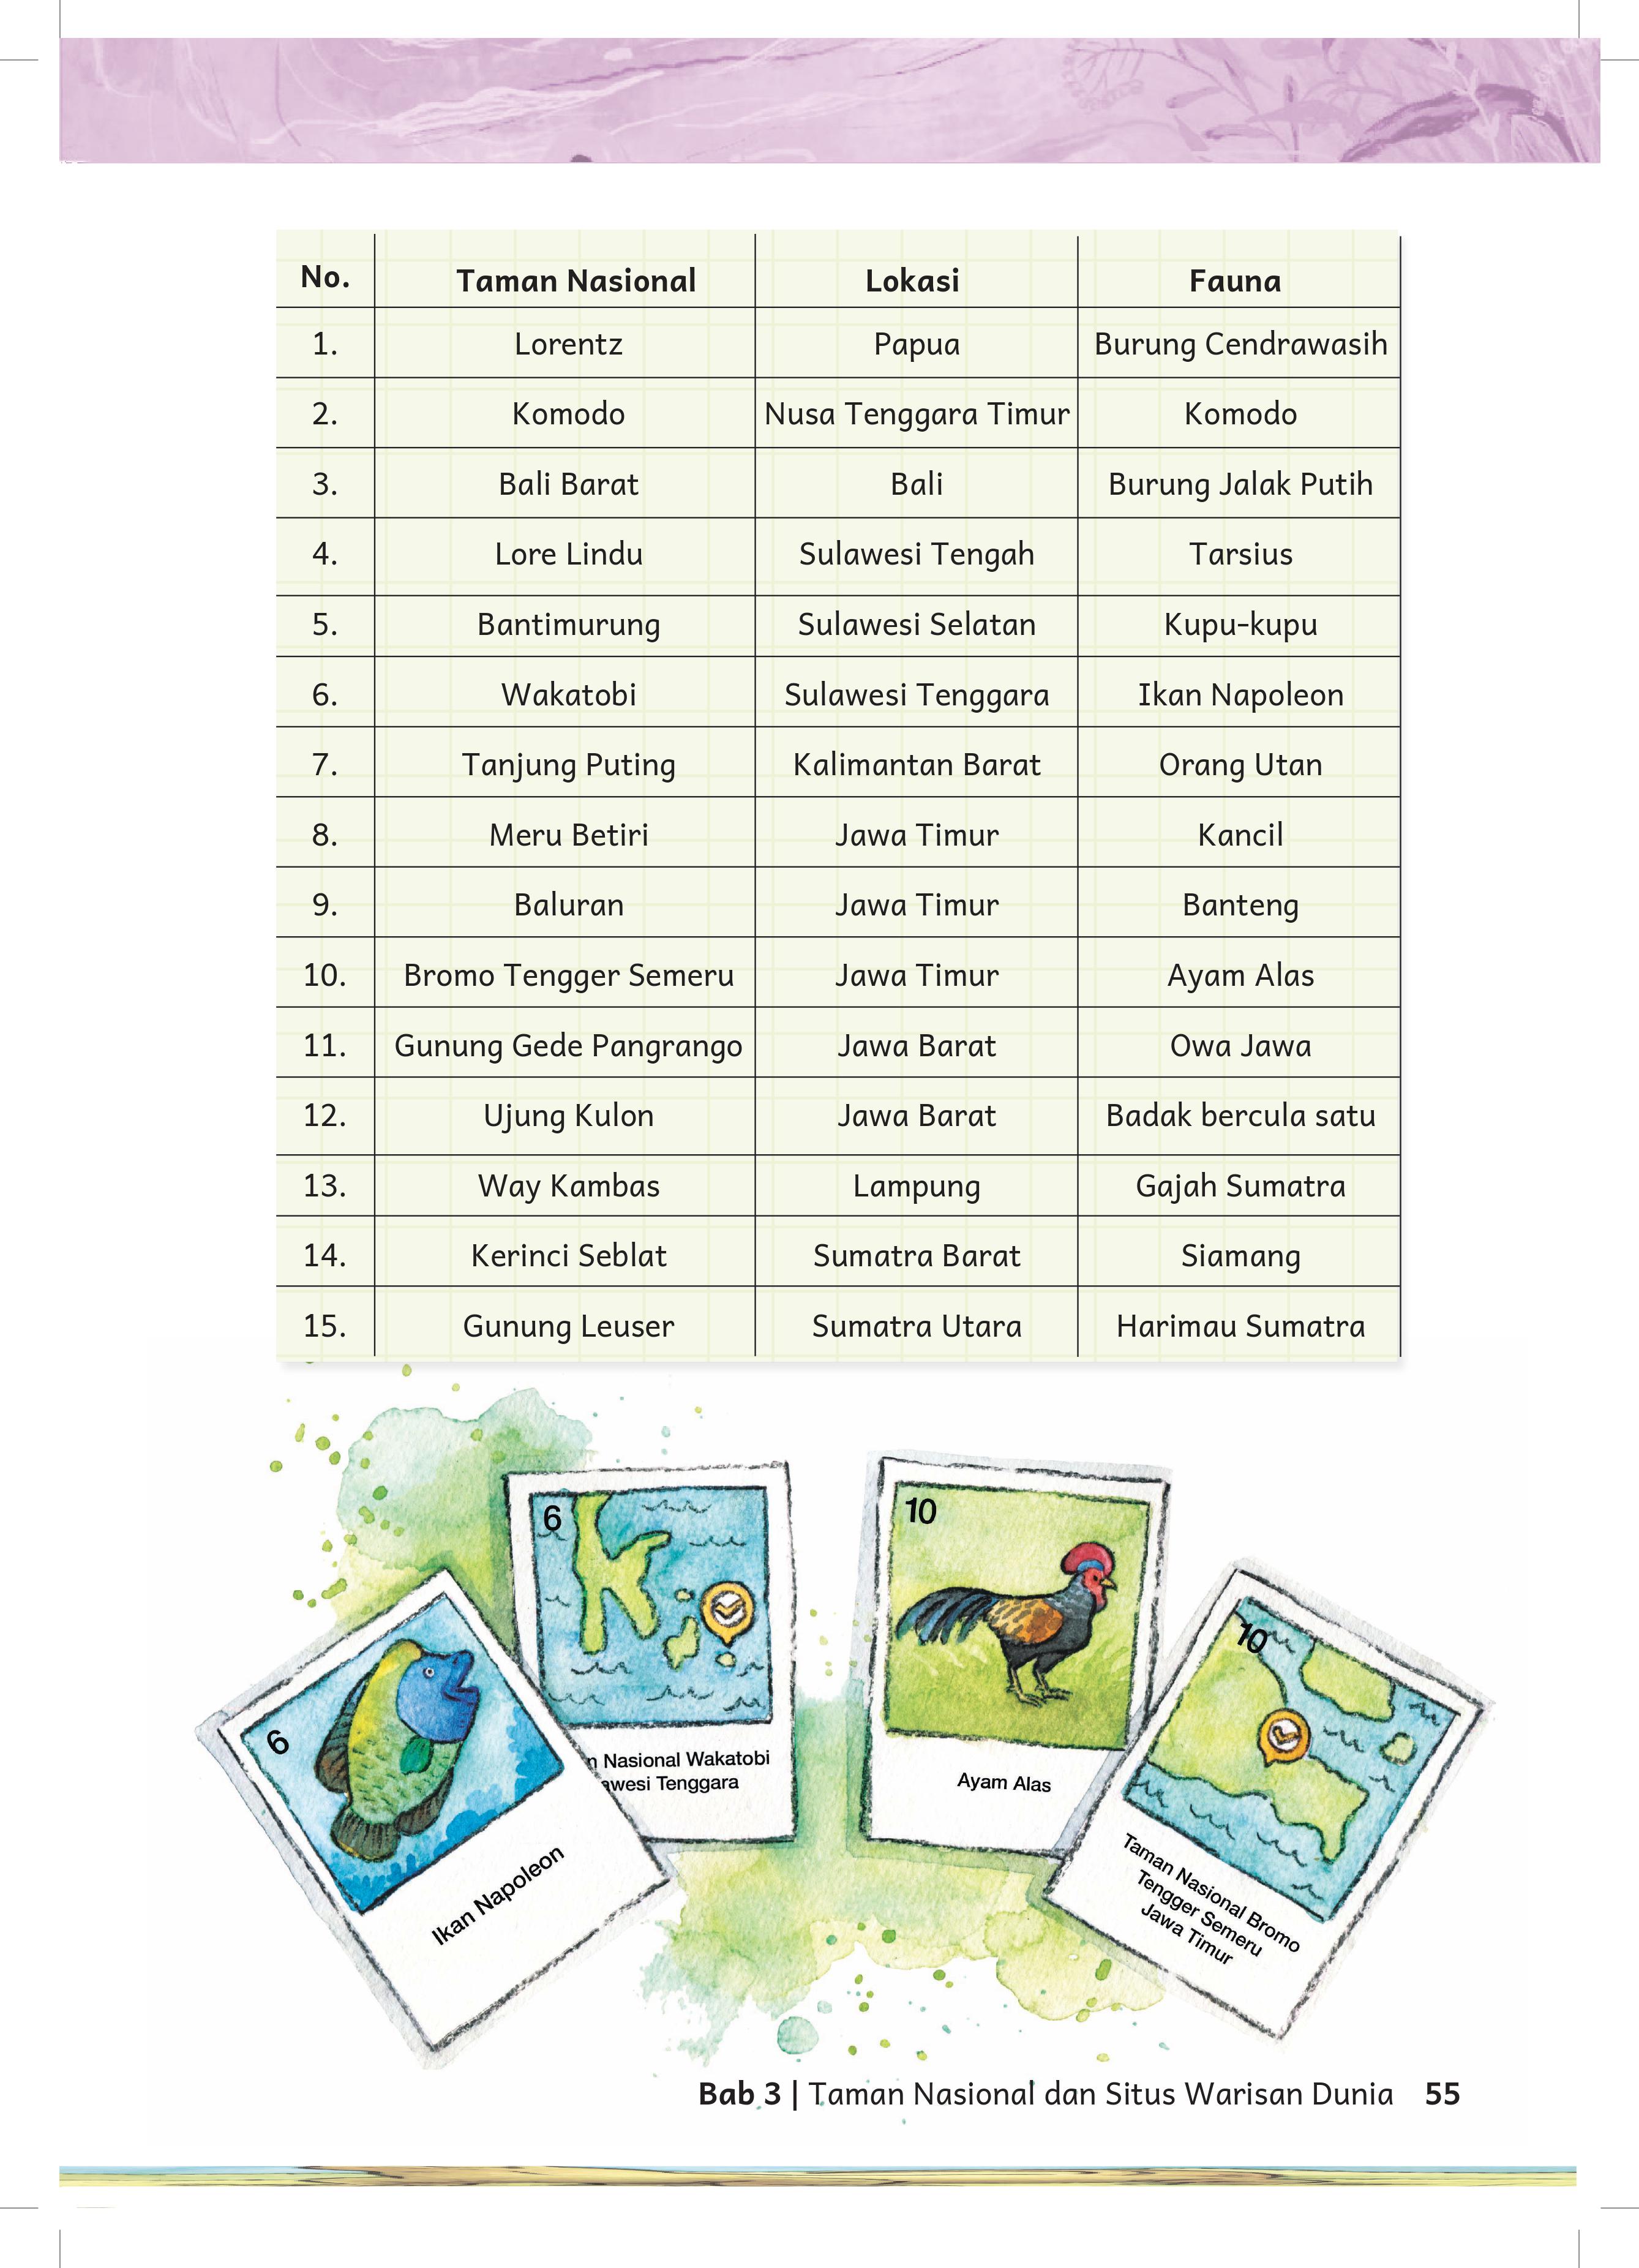 No. Taman Nasional Lokasi Fauna
1. Lorentz Papua Burung Cendrawasih
2. Komodo Nusa Tenggara Timur Komodo
3. Bali Barat Bali Burung Jalak Putih
4. Lore Lindu Sulawesi Tengah Tarsius
5. Bantimurung Sulawesi Selatan Kupu-kupu
6. Wakatobi Sulawesi Tenggara Ikan Napoleon
7. Tanjung Puting Kalimantan Barat Orang Utan
8. Meru Betiri Jawa Timur Kancil
9. Baluran Jawa Timur Banteng
10. Bromo Tengger Semeru Jawa Timur Ayam Alas
11. Gunung Gede Pangrango Jawa Barat Owa Jawa
12. Ujung Kulon Jawa Barat Badak bercula satu
13. Way Kambas Lampung Gajah Sumatra
14. Kerinci Seblat Sumatra Barat Siamang
15. Gunung Leuser Sumatra Utara Harimau Sumatra
6
Ikan Napoleon
6
n Nasional Wakatobi
awesi Tenggara
10
Ayam Alas
10
Taman Nasional Bromo
Tengger Semeru
Jawa Timur
Bab 3 | Taman Nasional dan Situs Warisan Dunia 55